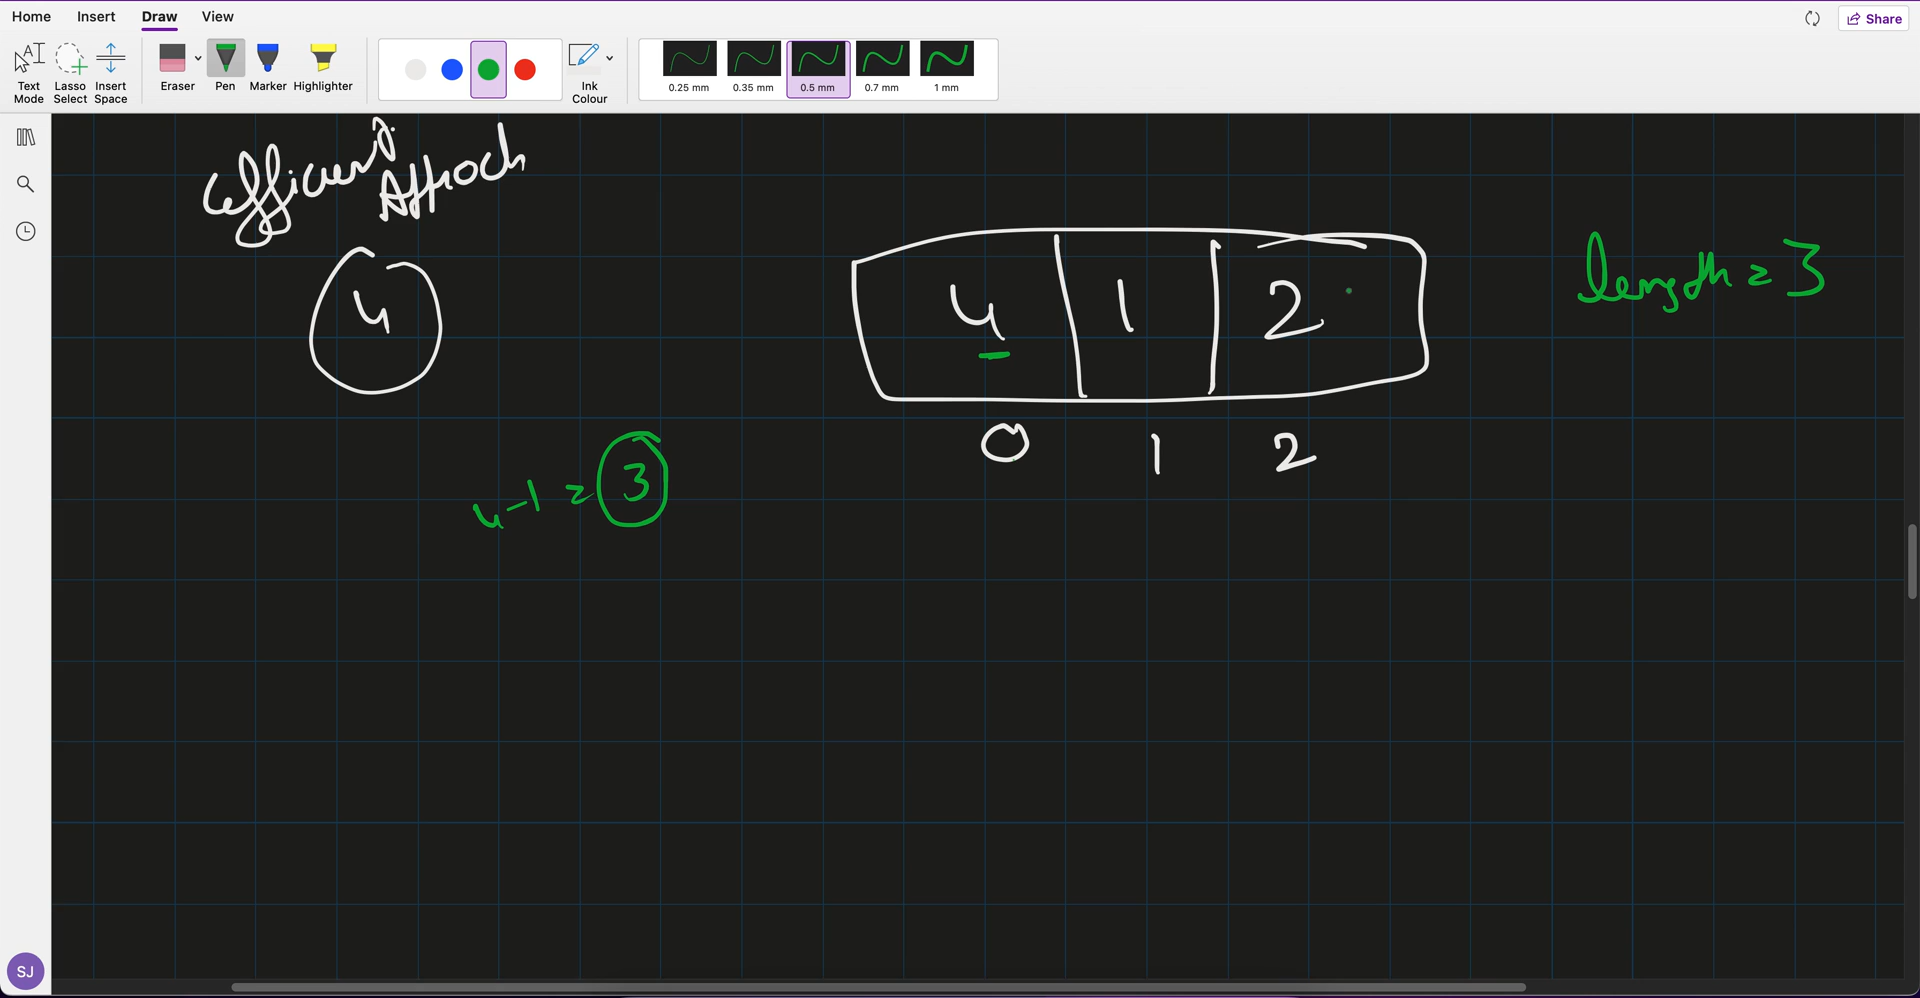 Home Insert Draw View
Share
Text Mode
Lasso Select
Insert Space
Eraser
Pen
Marker
Highlighter
Ink Colour
0.25 mm
0.35 mm
0.5 mm
0.7 mm
1 mm
efficient
4
4 1 2
length = 3
0 1 2
4-1 = 3
SJ